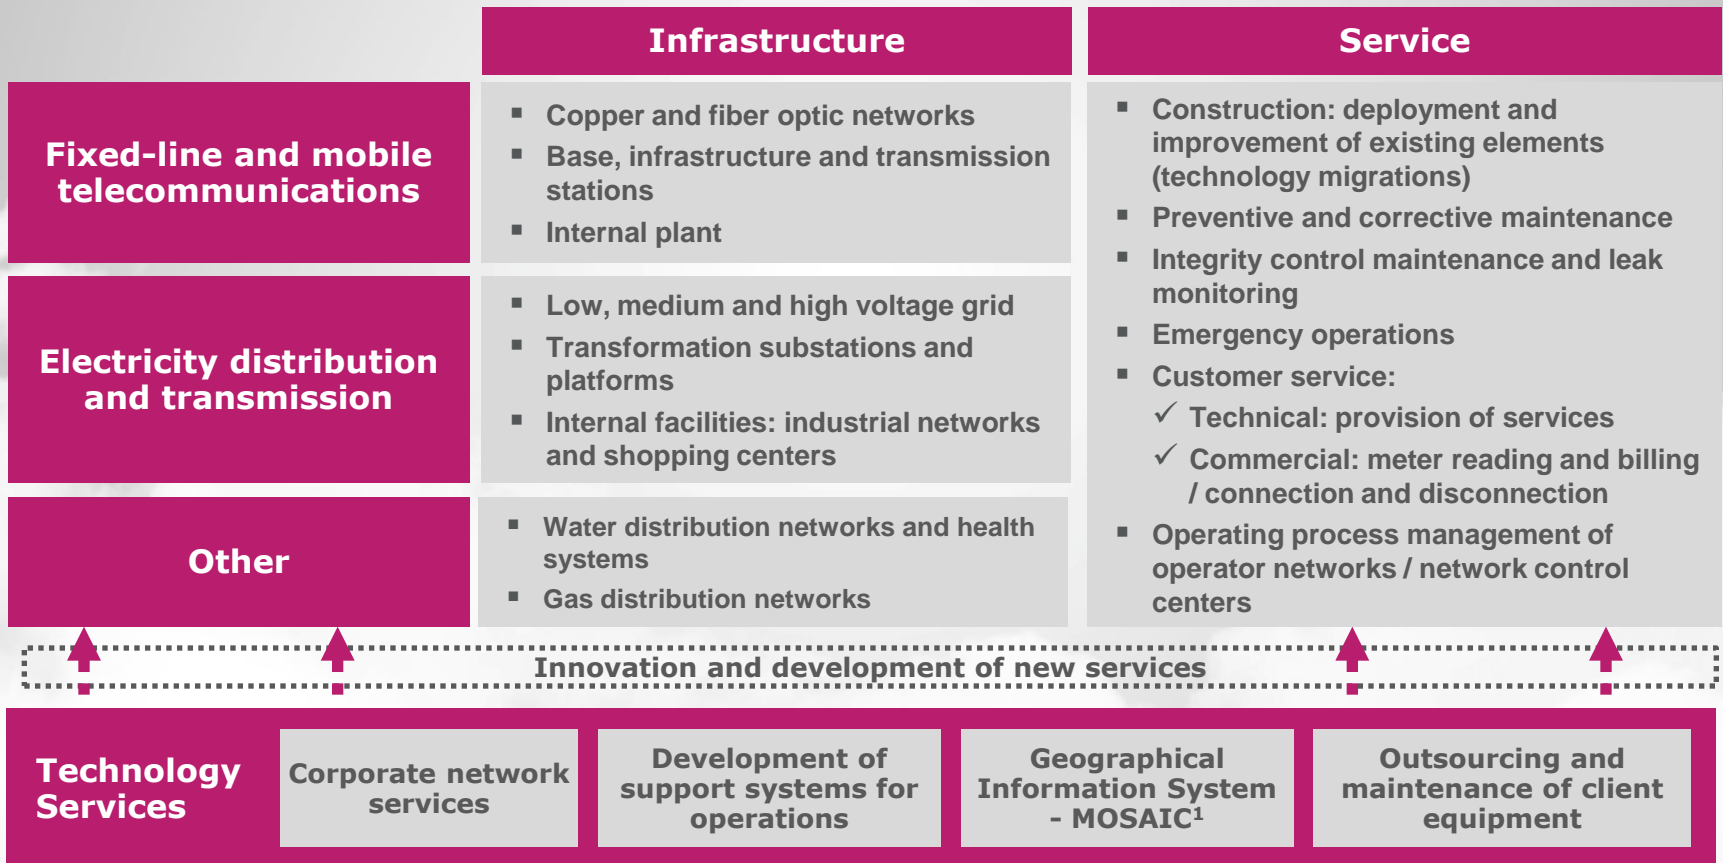 Infrastructure
Service
Fixed-line and mobile
telecommunications
▪ Copper and fiber optic networks
▪ Base, infrastructure and transmission
stations
▪ Internal plant
Electricity distribution
and transmission
▪ Low, medium and high voltage grid
▪ Transformation substations and
platforms
▪ Internal facilities: industrial networks
and shopping centers
Other
▪ Water distribution networks and health
systems
▪ Gas distribution networks
▪ Construction: deployment and
improvement of existing elements
(technology migrations)
▪ Preventive and corrective maintenance
▪ Integrity control maintenance and leak
monitoring
▪ Emergency operations
▪ Customer service:
✓ Technical: provision of services
✓ Commercial: meter reading and billing
/ connection and disconnection
▪ Operating process management of
operator networks / network control
centers
Innovation and development of new services
Technology
Services
Corporate network
services
Development of
support systems for
operations
Geographical
Information System
- MOSAIC¹
Outsourcing and
maintenance of client
equipment